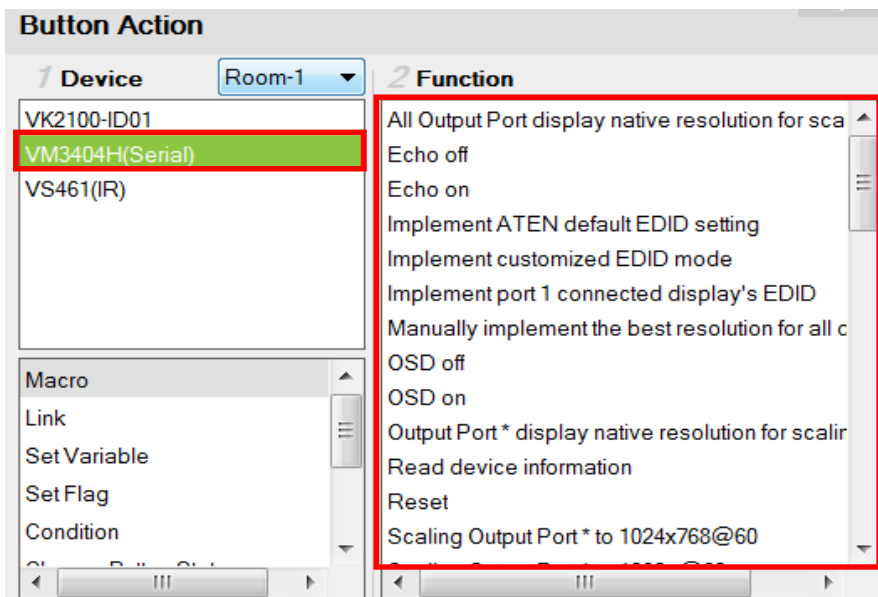 Button Action
1 Device
Room-1
2 Function
VK2100-ID01
VM3404H(Serial)
VS461(IR)
Macro
Link
Set Variable
Set Flag
Condition
All Output Port display native resolution for sca
Echo off
Echo on
Implement ATEN default EDID setting
Implement customized EDID mode
Implement port 1 connected display's EDID
Manually implement the best resolution for all
OSD off
OSD on
Output Port * display native resolution for scalin
Read device information
Reset
Scaling Output Port * to 1024x768@60